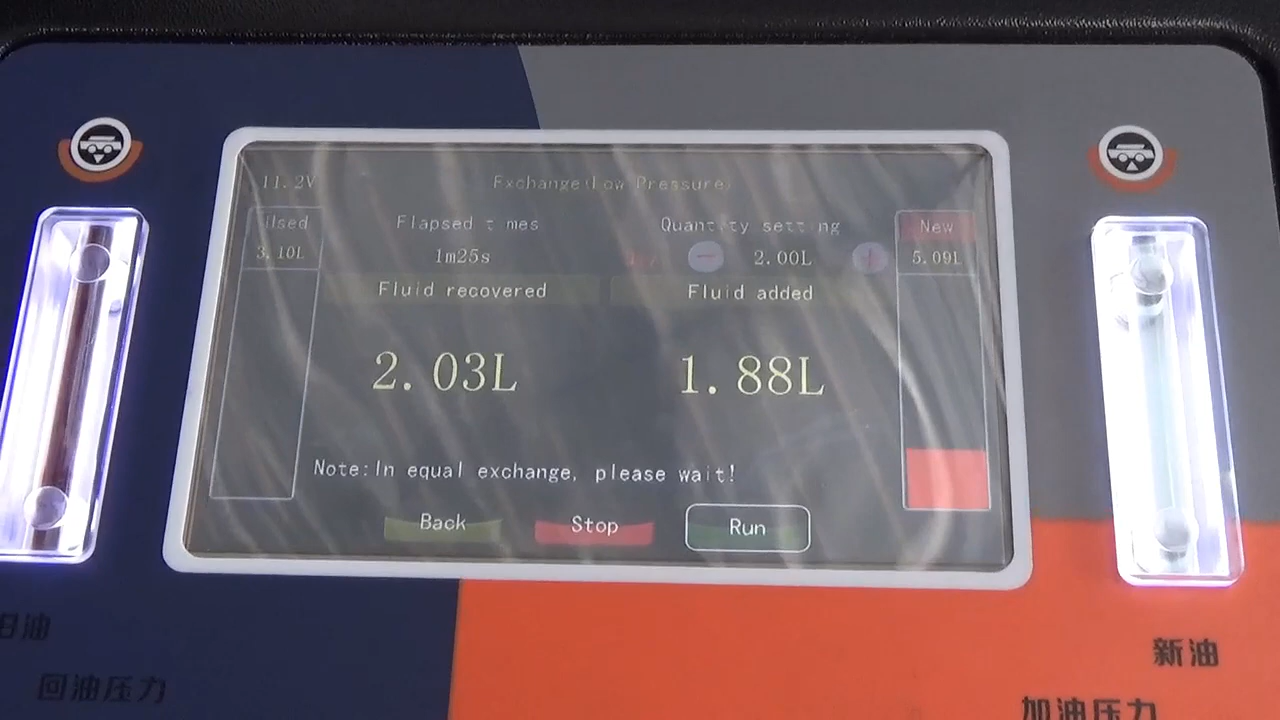 11.2V
Exchange(Low Pressure)
Used
Elapsed times
Quantity setting
New
3.10L
1m25s
2.00L
5.09L
Fluid recovered
Fluid added
2.03L
1.88L
Note:In equal exchange, please wait!
Back
Stop
Run
旧油
新油
回油压力
加油压力